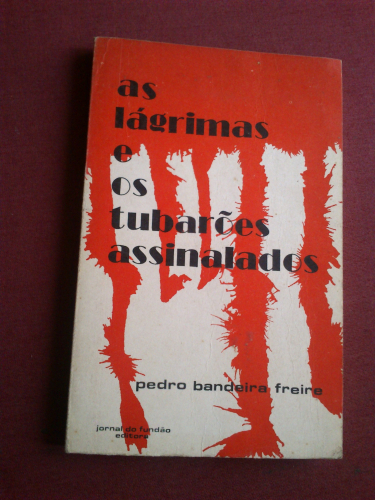 as
lágrimas
e
os
tubarões
assinalados
pedro bandeira freire
jornal do fundão
editora